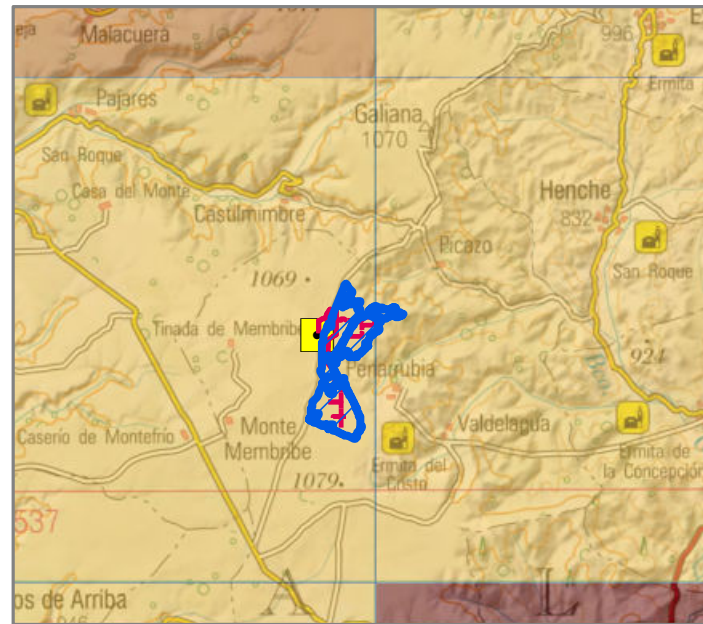 Malacuera
996
Ermita
Pajares
Galiana
1070
San Roque
Casa del Monte
Henche
832
Castilmimbre
Picazo
San Roque
1069
Tinada de Membribe
924
Peñarrubia
Monte
Membribe
Valdelagua
Caserío de Montefrío
Ermita del
Cristo
Ermita de
la Concepción
1079
537
A
L
os de Arriba